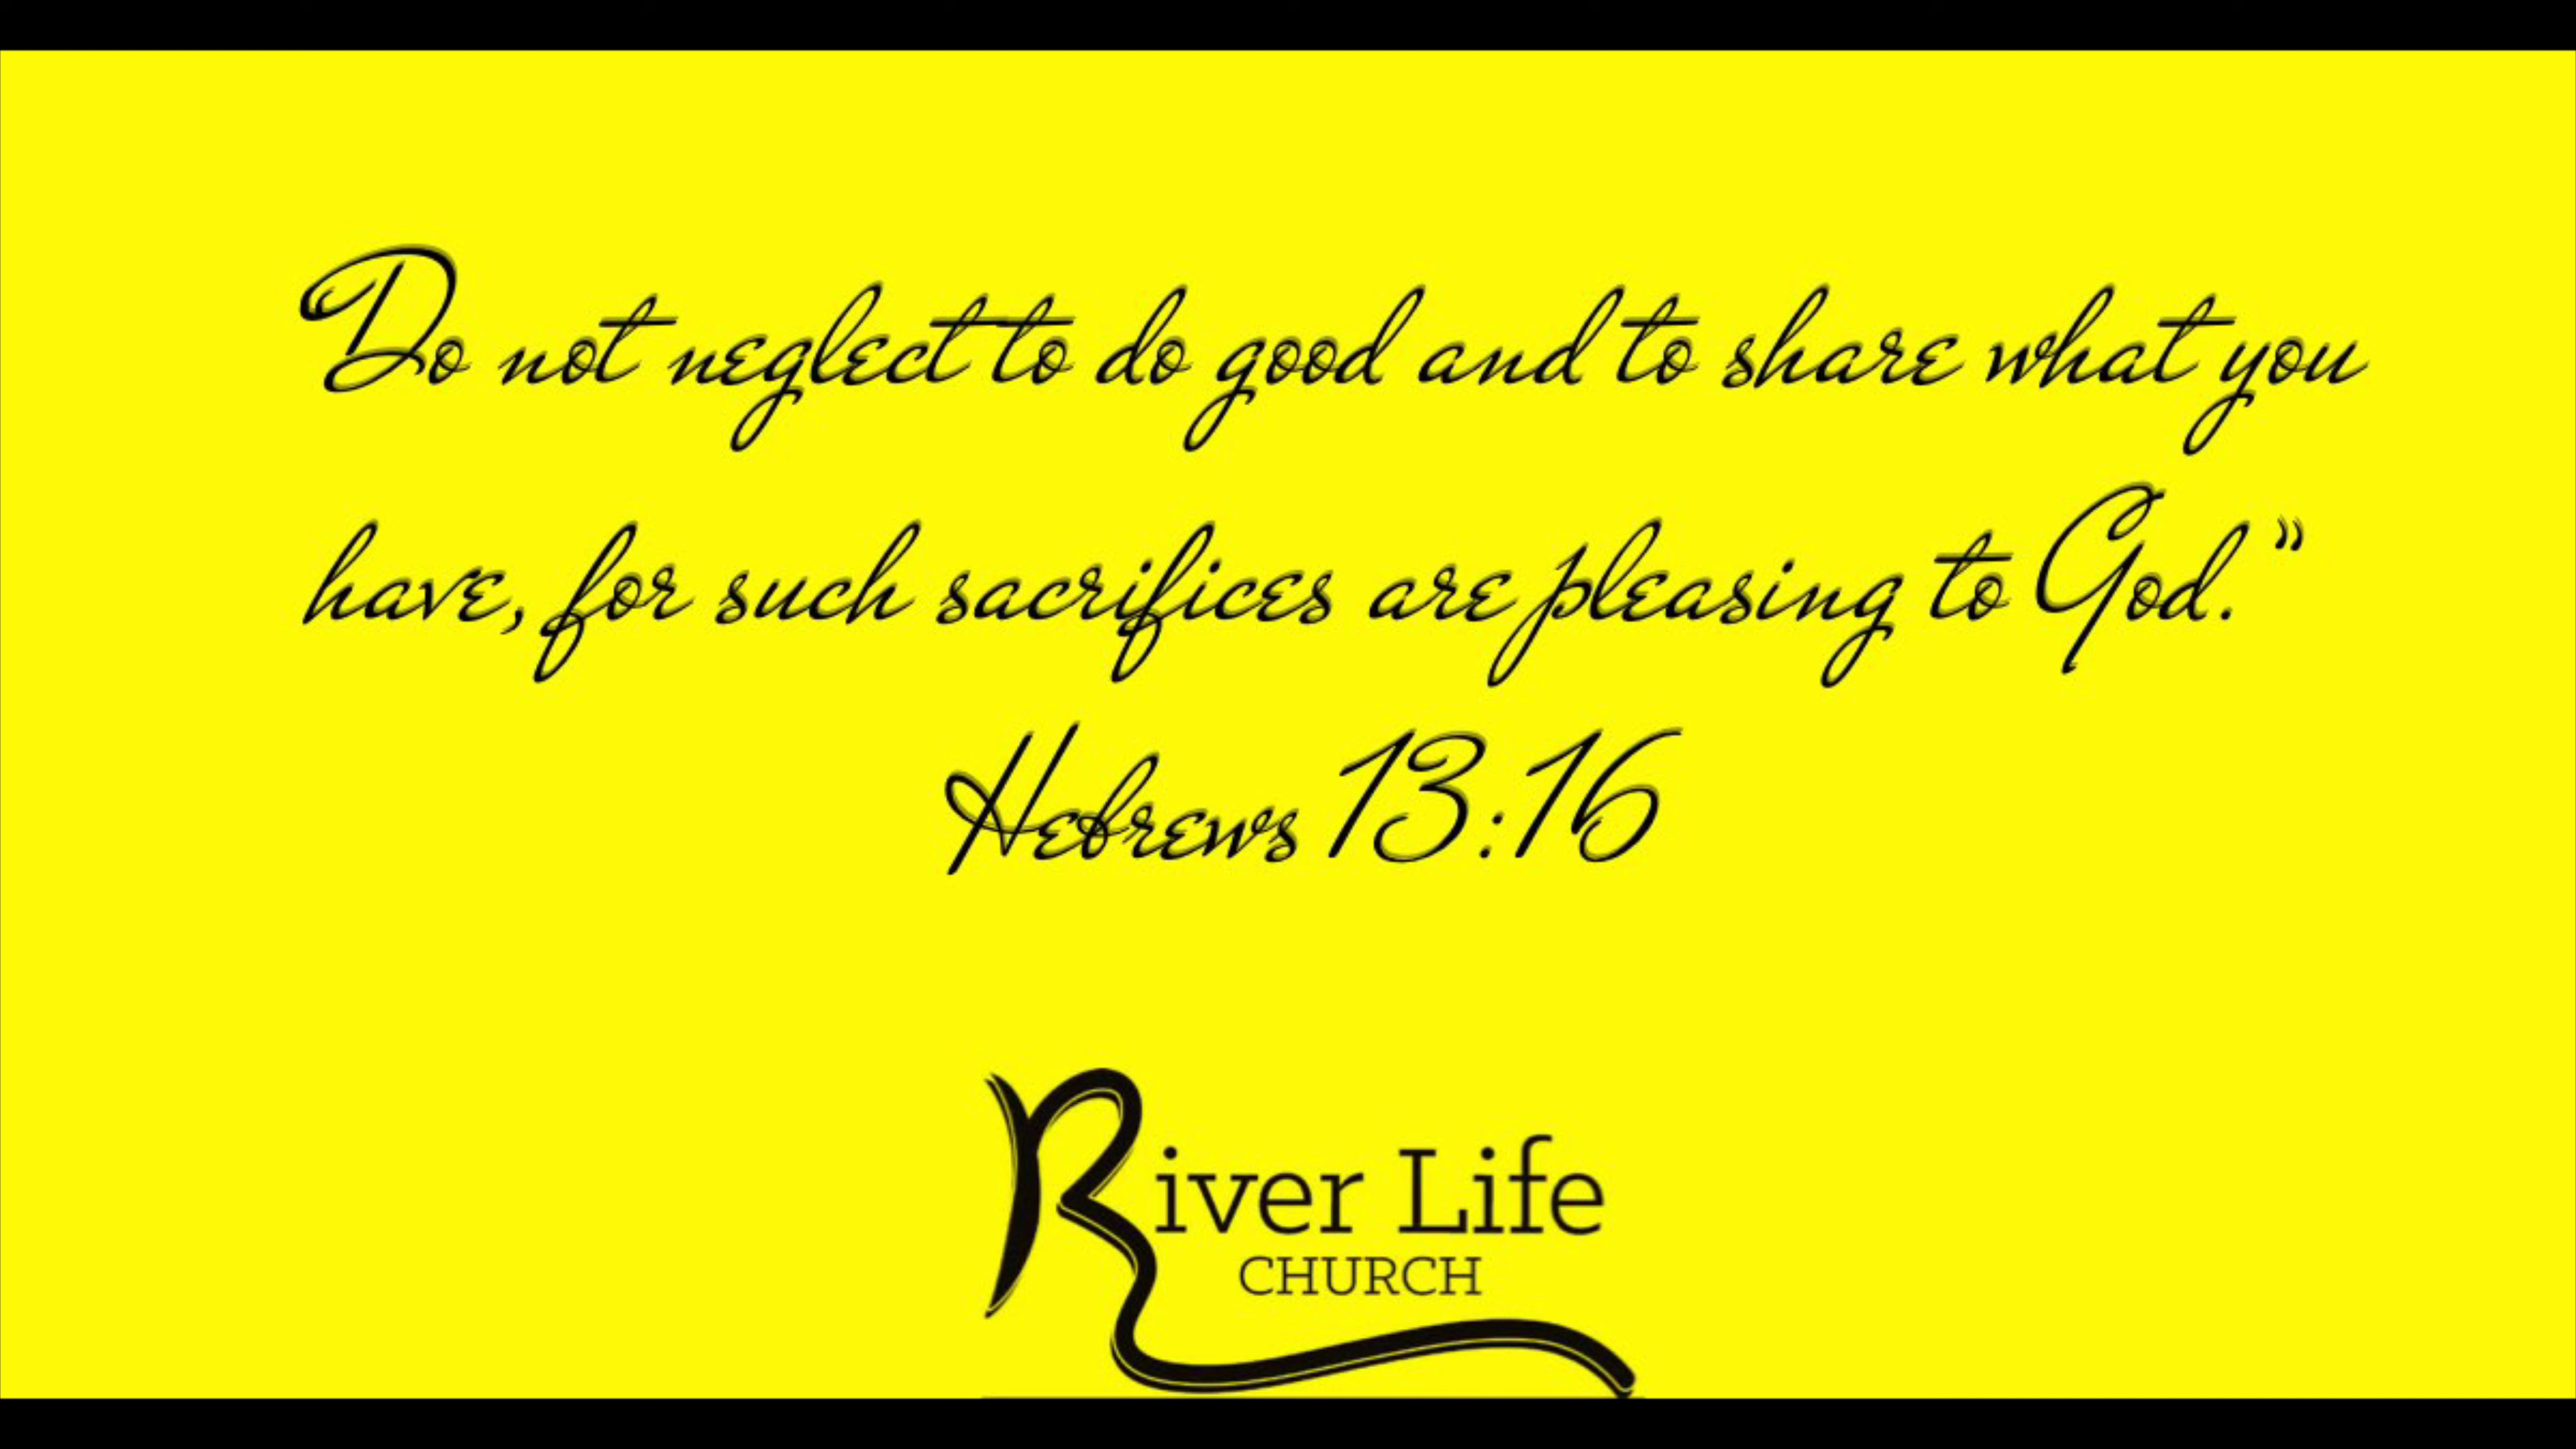 Do not neglect to do good and to share what you
have, for such sacrifices are pleasing to God.”
Hebrews 13:16
River Life
CHURCH